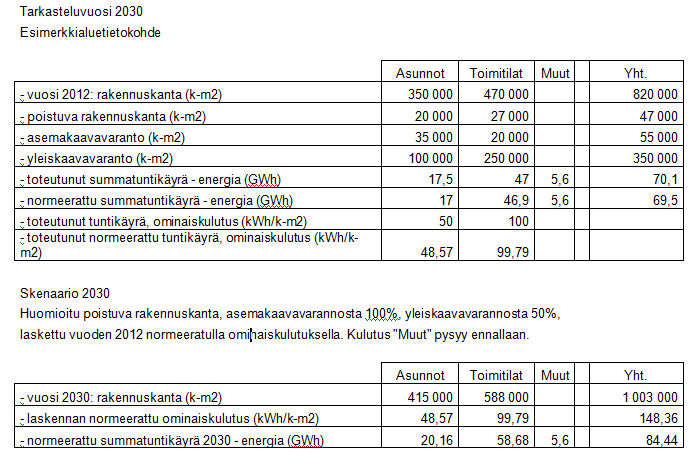 Tarkasteluvuosi 2030
Esimerkkialuetietokohde
Asunnot Toimitilat Muut Yht.
- vuosi 2012: rakennuskanta (k-m2) 350 000 470 000 820 000
- poistuva rakennuskanta (k-m2) 20 000 27 000 47 000
- asemakaavavaranto (k-m2) 35 000 20 000 55 000
- yleiskaavavaranto (k-m2) 100 000 250 000 350 000
- toteutunut summatuntikäyrä - energia (GWh) 17,5 47 5,6 70,1
- normeerattu summatuntikäyrä - energia (GWh) 17 46,9 5,6 69,5
- toteutunut tuntikäyrä, ominaiskulutus (kWh/k-m2) 50 100
- toteutunut normeerattu tuntikäyrä, ominaiskulutus (kWh/k-
m2) 48,57 99,79
Skenaario 2030
Huomioitu poistuva rakennuskanta, asemakaavavarannosta 100%, yleiskaavavarannosta 50%,
laskettu vuoden 2012 normeeratulla ominaiskulutuksella. Kulutus "Muut" pysyy ennallaan.
Asunnot Toimitilat Muut Yht.
- vuosi 2030: rakennuskanta (k-m2) 415 000 588 000 1 003 000
- laskennan normeerattu ominaiskulutus (kWh/k-m2) 48,57 99,79 148,36
- normeerattu summatuntikäyrä 2030 - energia (GWh) 20,16 58,68 5,6 84,44